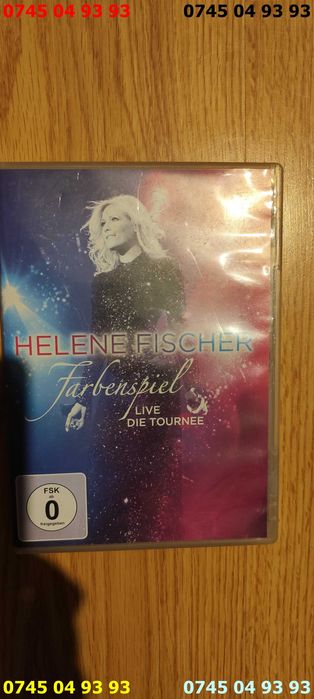 0745 04 93 93 0745 04 93 93
HELENE FISCHER
Farbenspiel
LIVE
DIE TOURNEE
FSK
ab
0
freigegeben
0745 04 93 93 0745 04 93 93